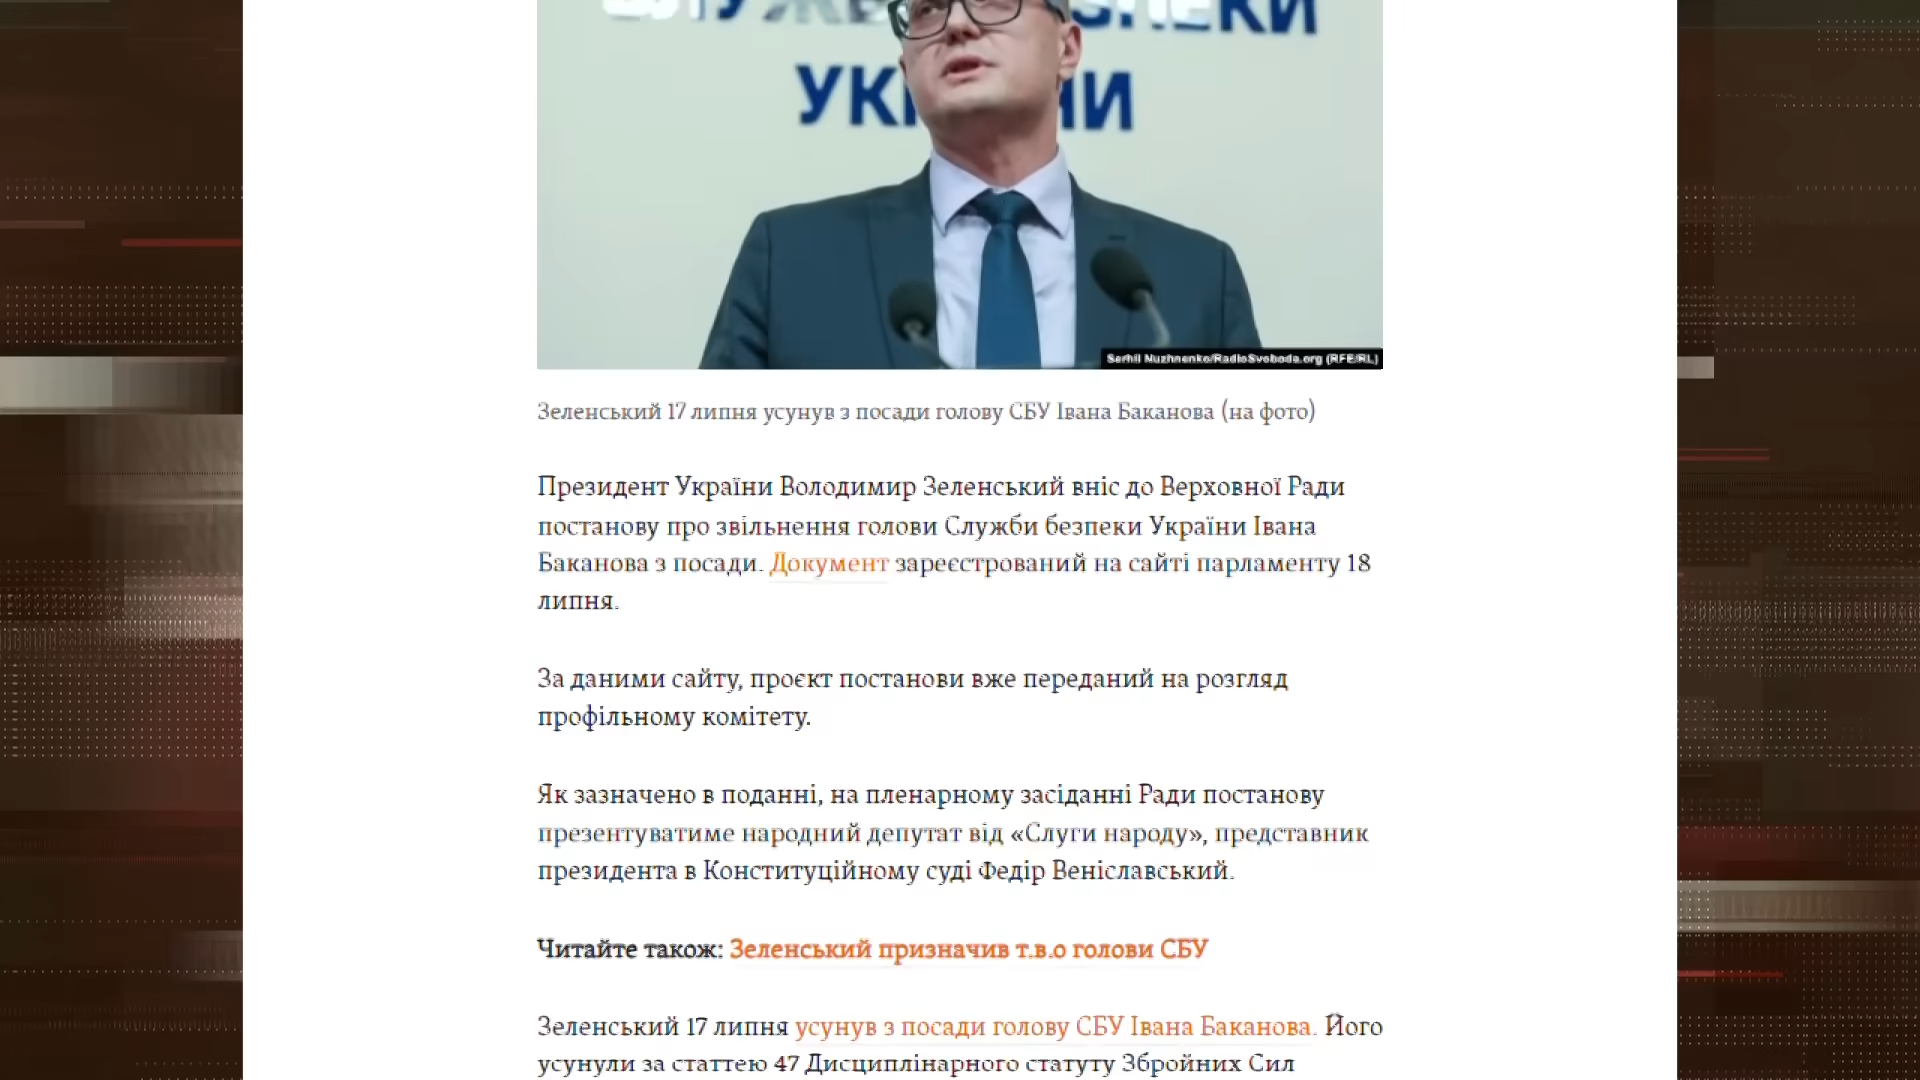 УКРАЇНИ
Serhii Nuzhnenko/RadioSvoboda.org (RFE/RL)
Зеленський 17 липня усунув з посади голову СБУ Івана Баканова (на фото)
Президент України Володимир Зеленський вніс до Верховної Ради
постанову про звільнення голови Служби безпеки України Івана
Баканова з посади. Документ зареєстрований на сайті парламенту 18
липня.
За даними сайту, проєкт постанови вже переданий на розгляд
профільному комітету.
Як зазначено в поданні, на пленарному засіданні Ради постанову
презентуватиме народний депутат від «Слуги народу», представник
президента в Конституційному суді Федір Веніславський.
Читайте також: Зеленський призначив т.в.о голови СБУ
Зеленський 17 липня усунув з посади голову СБУ Івана Баканова. Його
усунули за статтею 47 Дисциплінарного статуту Збройних Сил